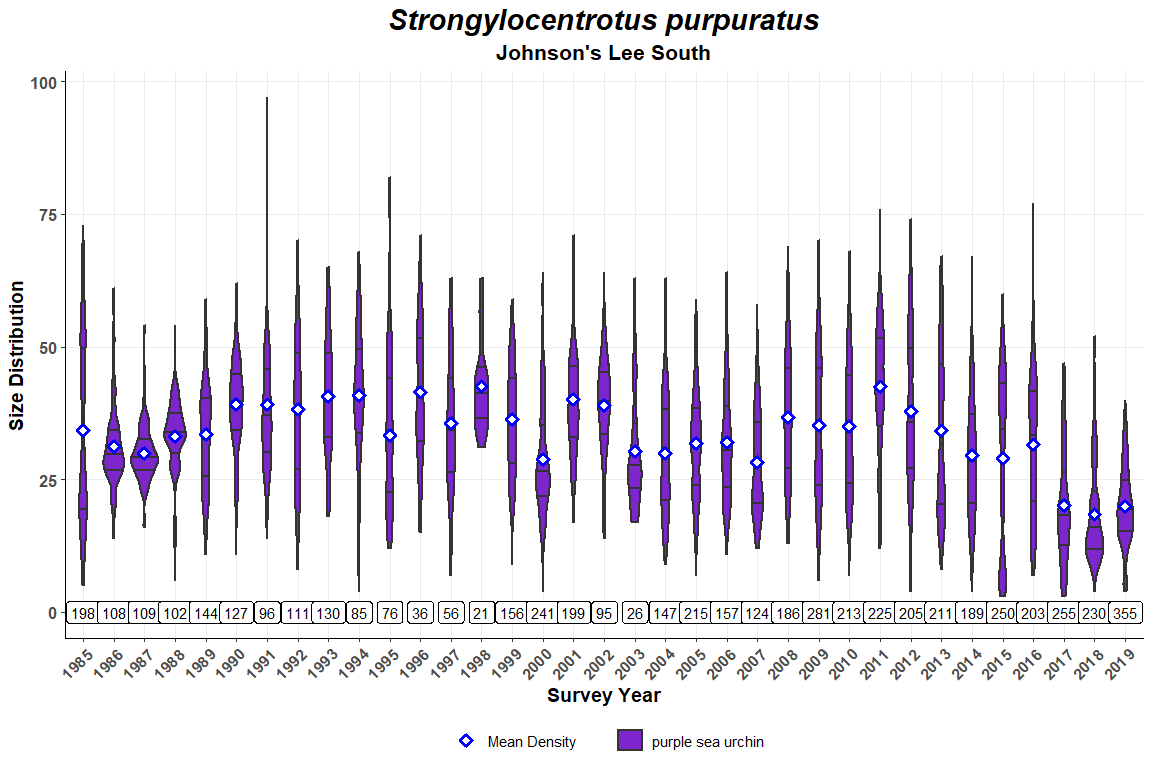 Strongylocentrotus purpuratus
Johnson's Lee South
Size Distribution
100
75
50
25
0
198 108 109 102 144 127 96 111 130 85 76 36 56 21 156 241 199 95 26 147 215 157 124 186 281 213 225 205 211 189 250 203 255 230 355
1985 1986 1987 1988 1989 1990 1991 1992 1993 1994 1995 1996 1997 1998 1999 2000 2001 2002 2003 2004 2005 2006 2007 2008 2009 2010 2011 2012 2013 2014 2015 2016 2017 2018 2019
Survey Year
Mean Density purple sea urchin